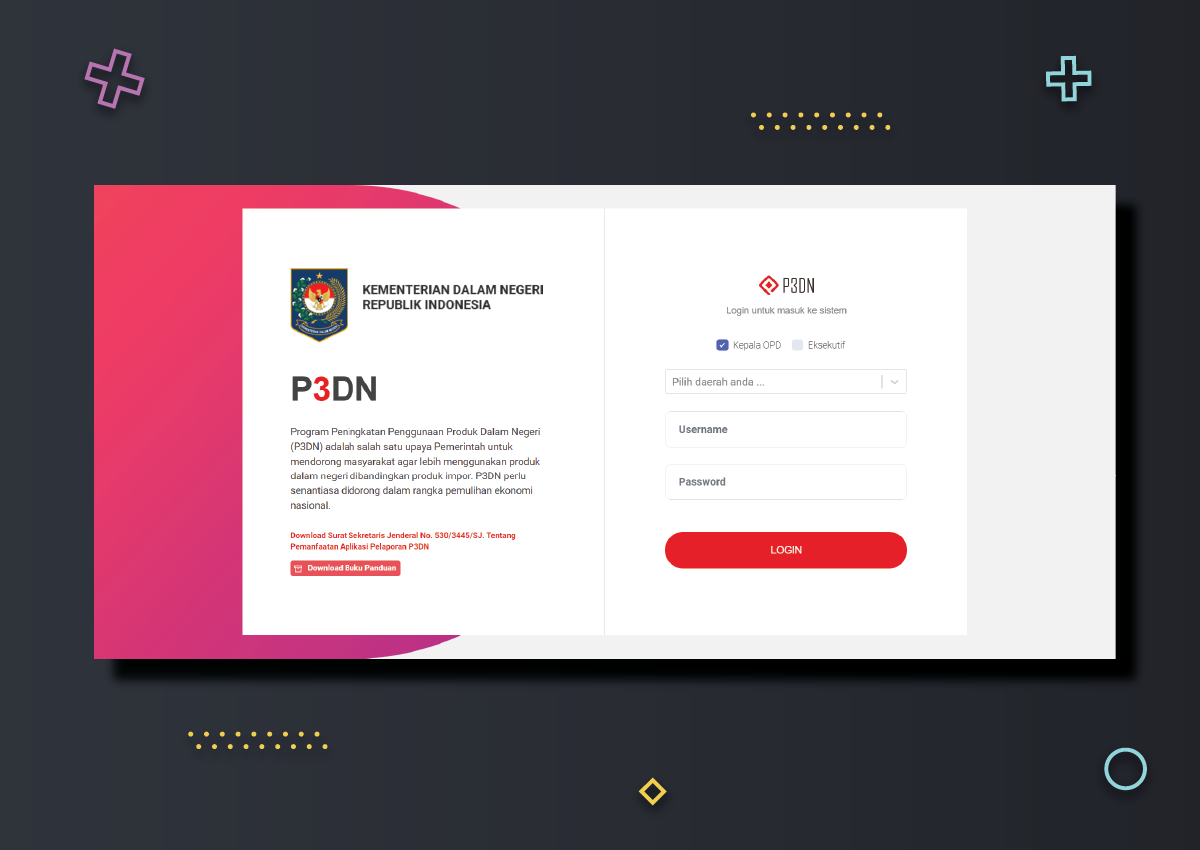 KEMENTERIAN DALAM NEGERI
REPUBLIK INDONESIA
P3DN
Program Peningkatan Penggunaan Produk Dalam Negeri
(P3DN) adalah salah satu upaya Pemerintah untuk
mendorong masyarakat agar lebih menggunakan produk
dalam negeri dibandingkan produk impor. P3DN perlu
senantiasa didorong dalam rangka pemulihan ekonomi
nasional.
Download Surat Sekretaris Jenderal No. 530/3445/SJ. Tentang
Pemanfaatan Aplikasi Pelaporan P3DN
Download Buku Panduan
P3DN
Login untuk masuk ke sistem
Kepala OPD Eksekutif
Pilih daerah anda ...
Username
Password
LOGIN